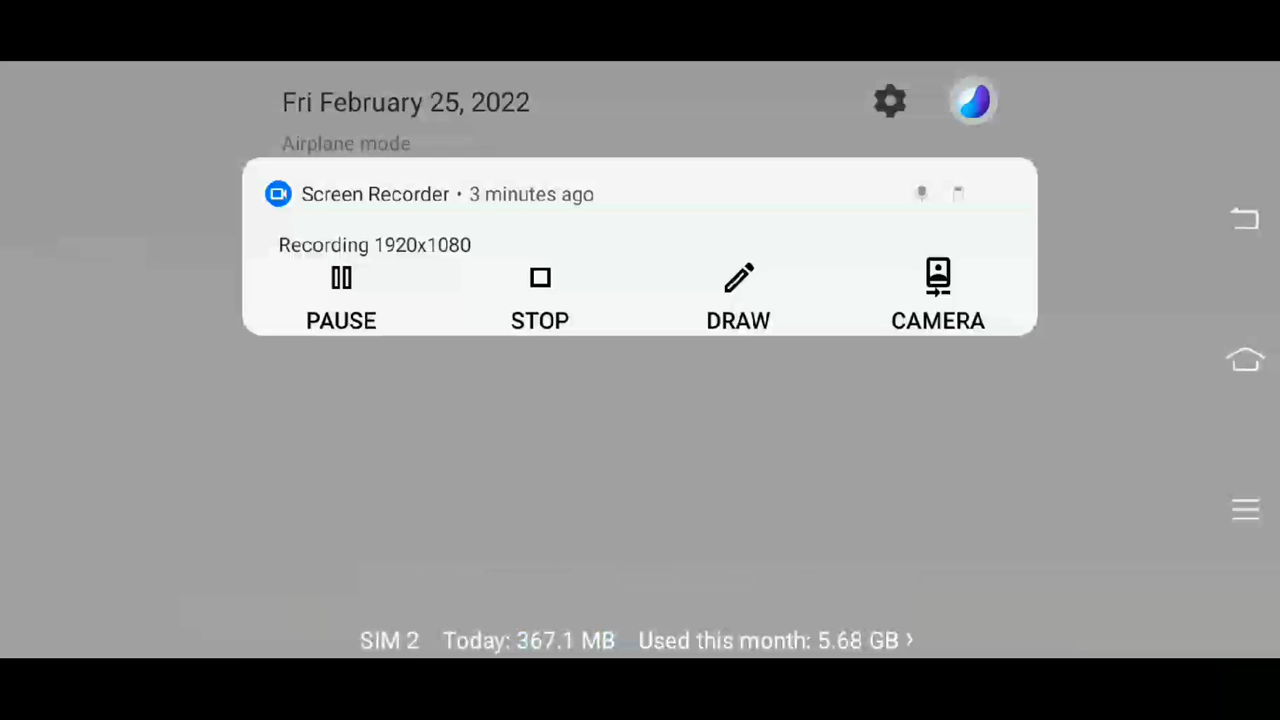 Fri February 25, 2022
Airplane mode
Screen Recorder • 3 minutes ago
Recording 1920x1080
PAUSE STOP DRAW CAMERA
SIM 2 Today: 367.1 MB Used this month: 5.68 GB ›